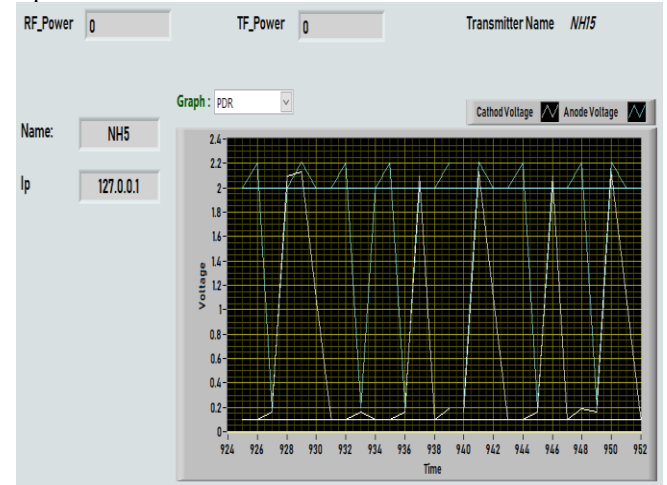 RF_Power 0 TF_Power 0 Transmitter Name NHI5
Graph : PDR
Cathod Voltage Anode Voltage
Name: NH5
Ip 127.0.0.1
2.4
2.2
2
1.8
1.6
1.4
1.2
1
0.8
0.6
0.4
0.2
0
Voltage
924 926 928 930 932 934 936 938 940 942 944 946 948 950 952
Time